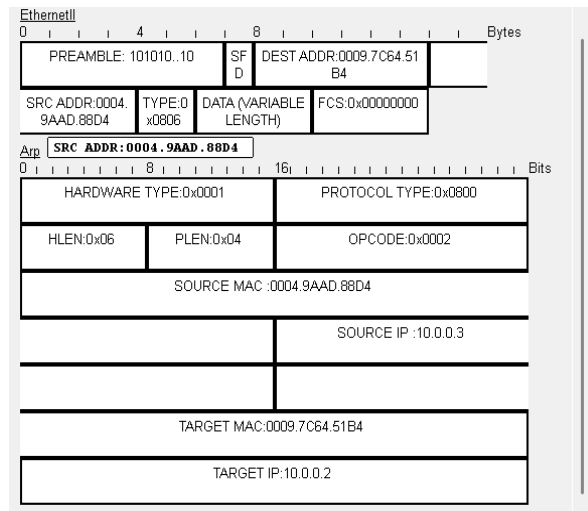 EthernetII
0 4 8 Bytes
PREAMBLE: 101010..10 SF DEST ADDR:0009.7C64.51
D B4
SRC ADDR:0004. TYPE:0 DATA (VARIABLE FCS:0x00000000
9AAD.88D4 x0806 LENGTH)
Arp SRC ADDR:0004.9AAD.88D4
0 8 16 Bits
HARDWARE TYPE:0x0001 PROTOCOL TYPE:0x0800
HLEN:0x06 PLEN:0x04 OPCODE:0x0002
SOURCE MAC :0004.9AAD.88D4
SOURCE IP :10.0.0.3
TARGET MAC:0009.7C64.51B4
TARGET IP:10.0.0.2